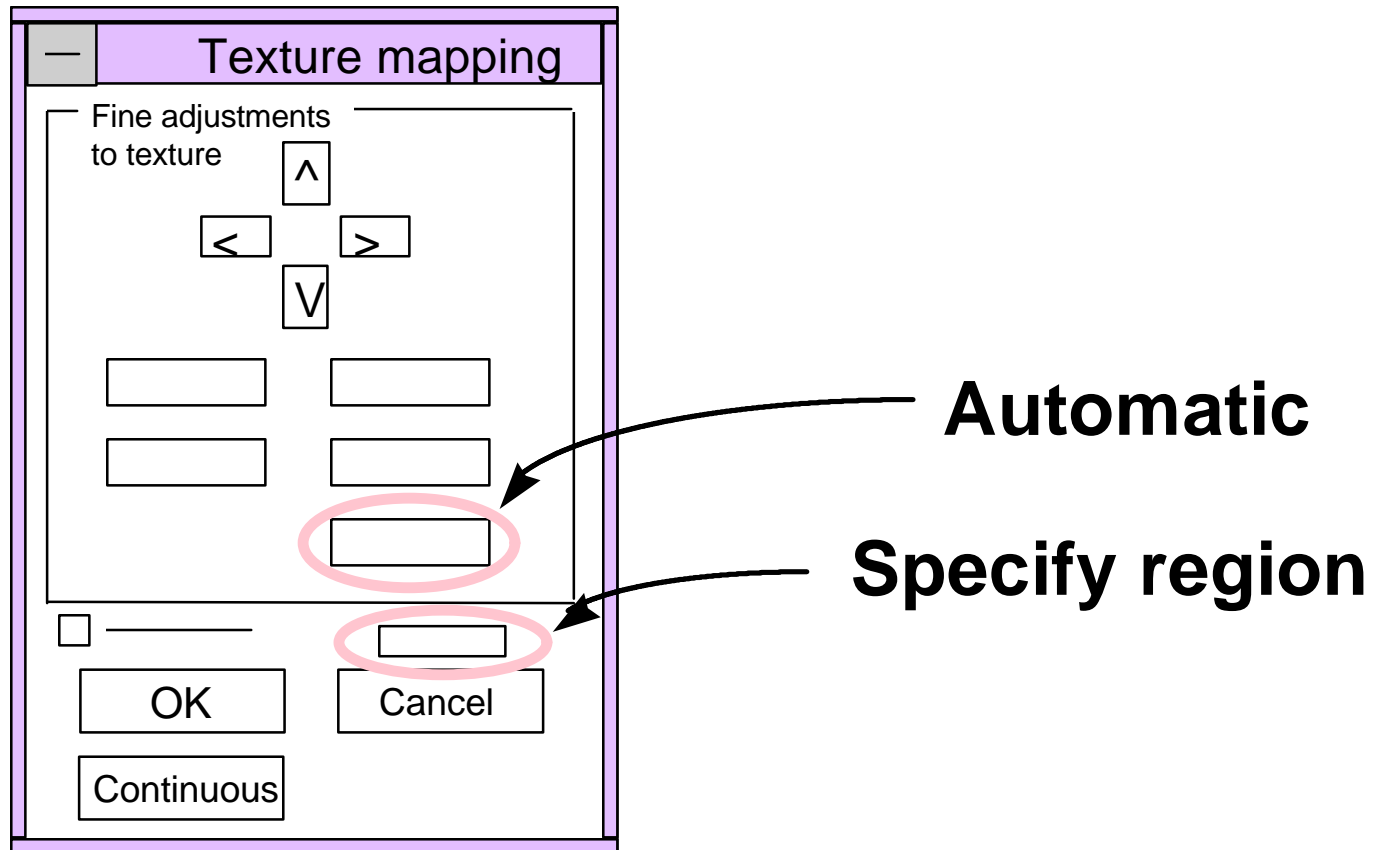 Texture mapping
Fine adjustments
to texture
^
< >
V
Automatic
Specify region
OK Cancel
Continuous